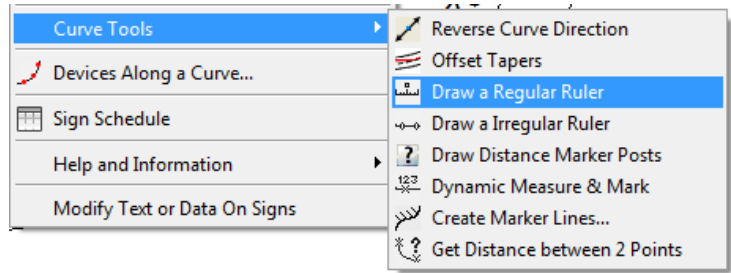 Curve Tools
Devices Along a Curve...
Sign Schedule
Help and Information
Modify Text or Data On Signs
Reverse Curve Direction
Offset Tapers
Draw a Regular Ruler
Draw a Irregular Ruler
Draw Distance Marker Posts
123
Dynamic Measure & Mark
Create Marker Lines...
Get Distance between 2 Points